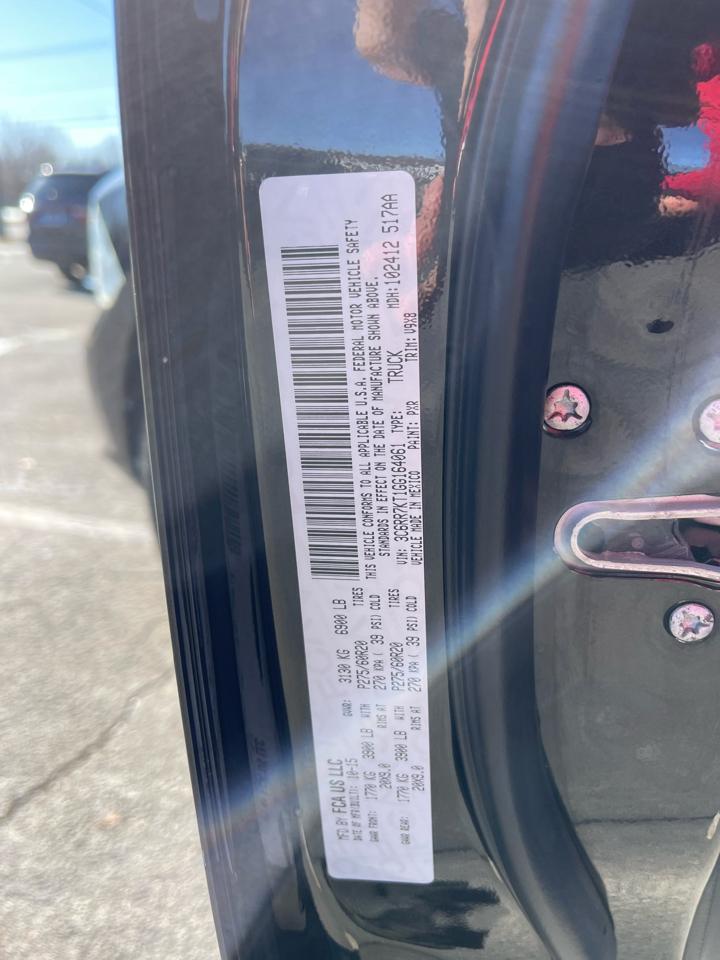 MFD BY FCA US LLC
DATE OF MFR(BUILT): 10-15 GVWR: 3130 KG 6900 LB
GAWR FRONT: 1770 KG 3900 LB WITH P275/60R20 TIRES
20X9.0 RIMS AT 270 KPA ( 39 PSI) COLD
GAWR REAR: 1770 KG 3900 LB WITH P275/60R20 TIRES
20X9.0 RIMS AT 270 KPA ( 39 PSI) COLD
THIS VEHICLE CONFORMS TO ALL APPLICABLE U.S.A. FEDERAL MOTOR VEHICLE SAFETY
STANDARDS IN EFFECT ON THE DATE OF MANUFACTURE SHOWN ABOVE.
VIN: 3C6RR7KT1GG164061 TYPE: TRUCK MDH:102412 517AA
VEHICLE MADE IN MEXICO PAINT: PXR TRIM: V9X8